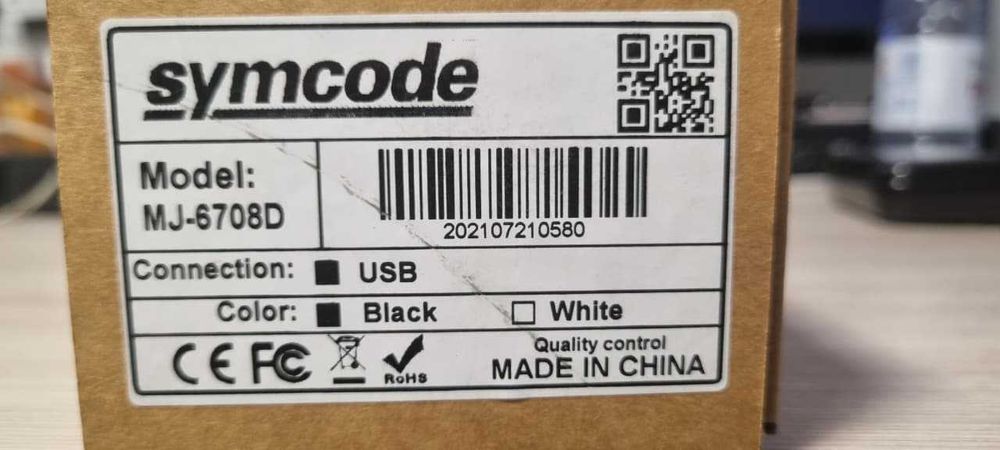 symcode
Model:
MJ-6708D
202107210580
Connection: USB
Color: Black White
CE FC
RoHS
Quality control
MADE IN CHINA